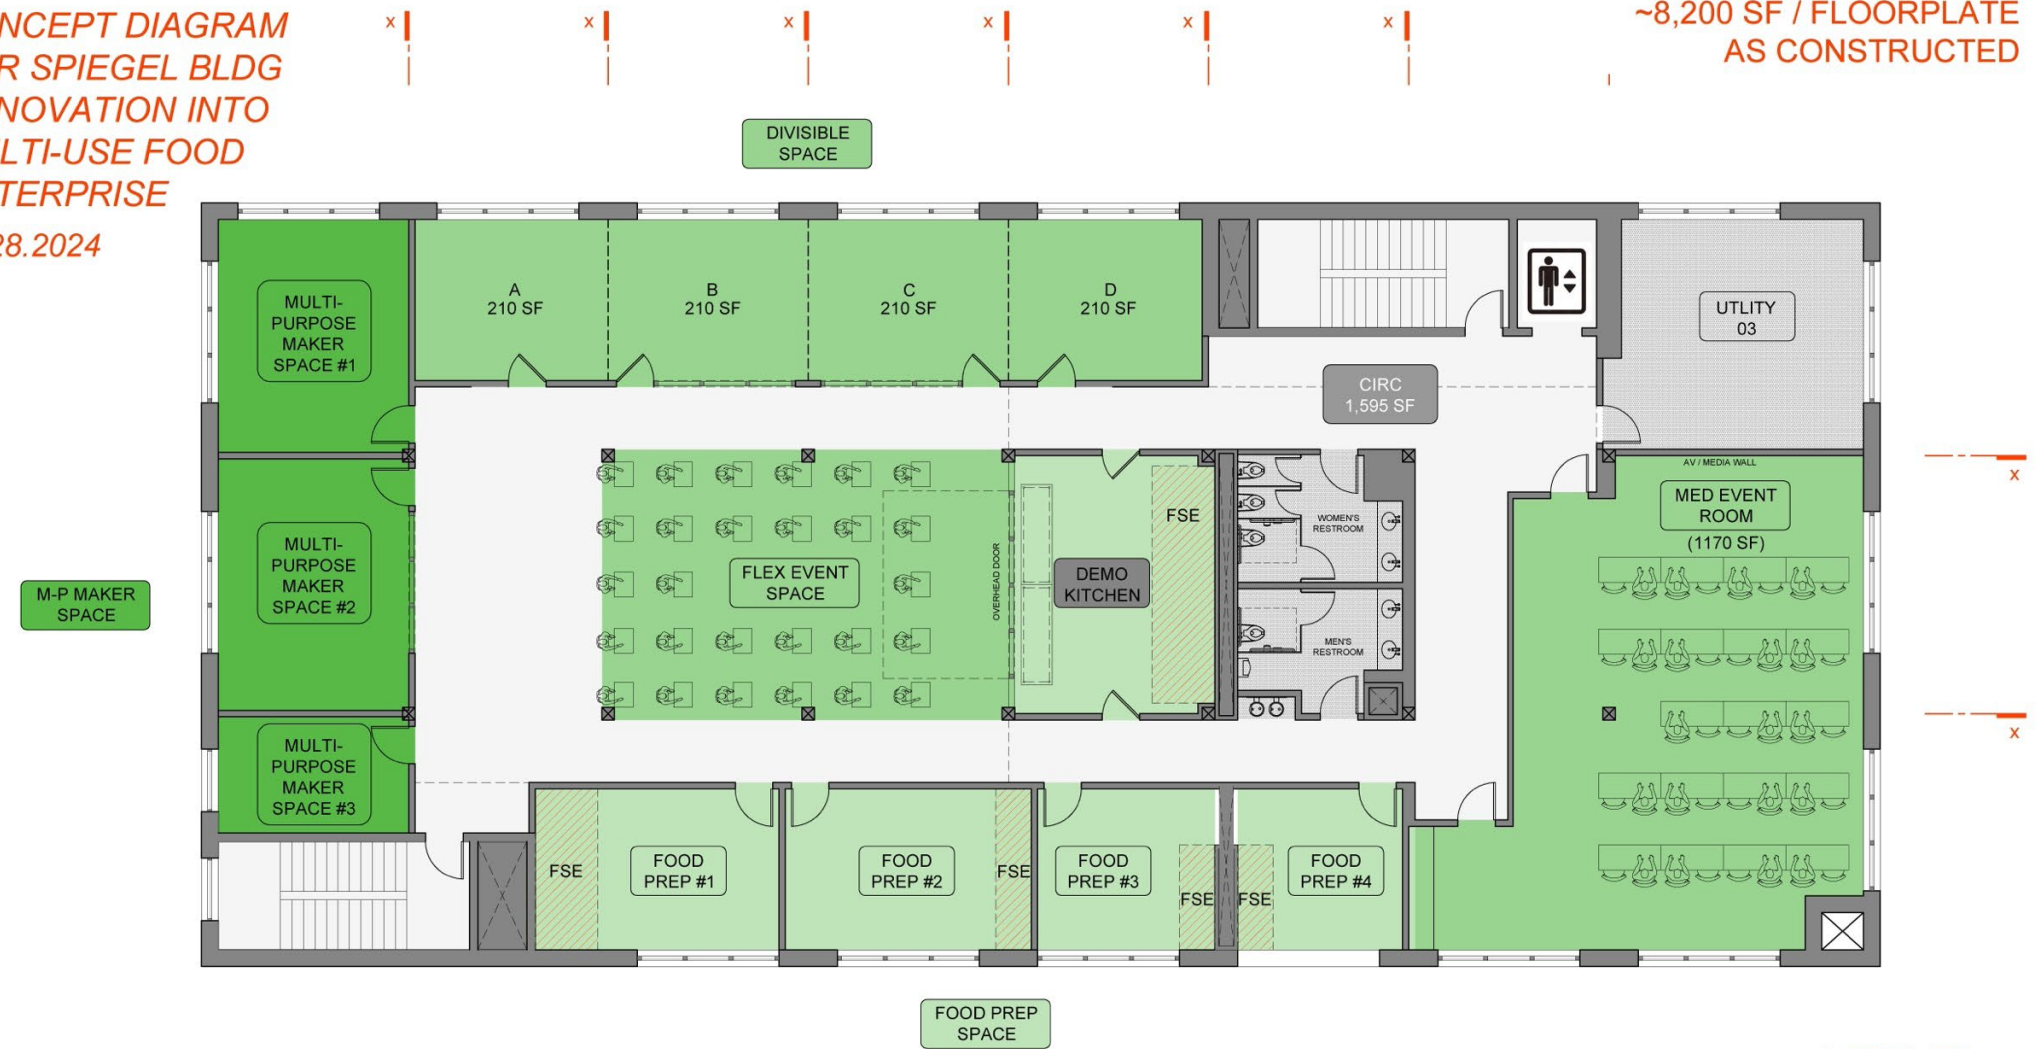 NCEPT DIAGRAM
R SPIEGEL BLDG
NOVATION INTO
LTI-USE FOOD
TERPRISE
28.2024
x
x
x
x
x
x
~8,200 SF / FLOORPLATE
AS CONSTRUCTED
DIVISIBLE
SPACE
MULTI-
PURPOSE
MAKER
SPACE #1
A
210 SF
B
210 SF
C
210 SF
D
210 SF
UTLITY
03
CIRC
1,595 SF
M-P MAKER
SPACE
MULTI-
PURPOSE
MAKER
SPACE #2
FLEX EVENT
SPACE
OVERHEAD DOOR
DEMO
KITCHEN
FSE
WOMEN'S
RESTROOM
MEN'S
RESTROOM
AV / MEDIA WALL
MED EVENT
ROOM
(1170 SF)
x
x
MULTI-
PURPOSE
MAKER
SPACE #3
FSE
FOOD
PREP #1
FOOD
PREP #2
FSE
FOOD
PREP #3
FSE
FSE
FOOD
PREP #4
FOOD PREP
SPACE